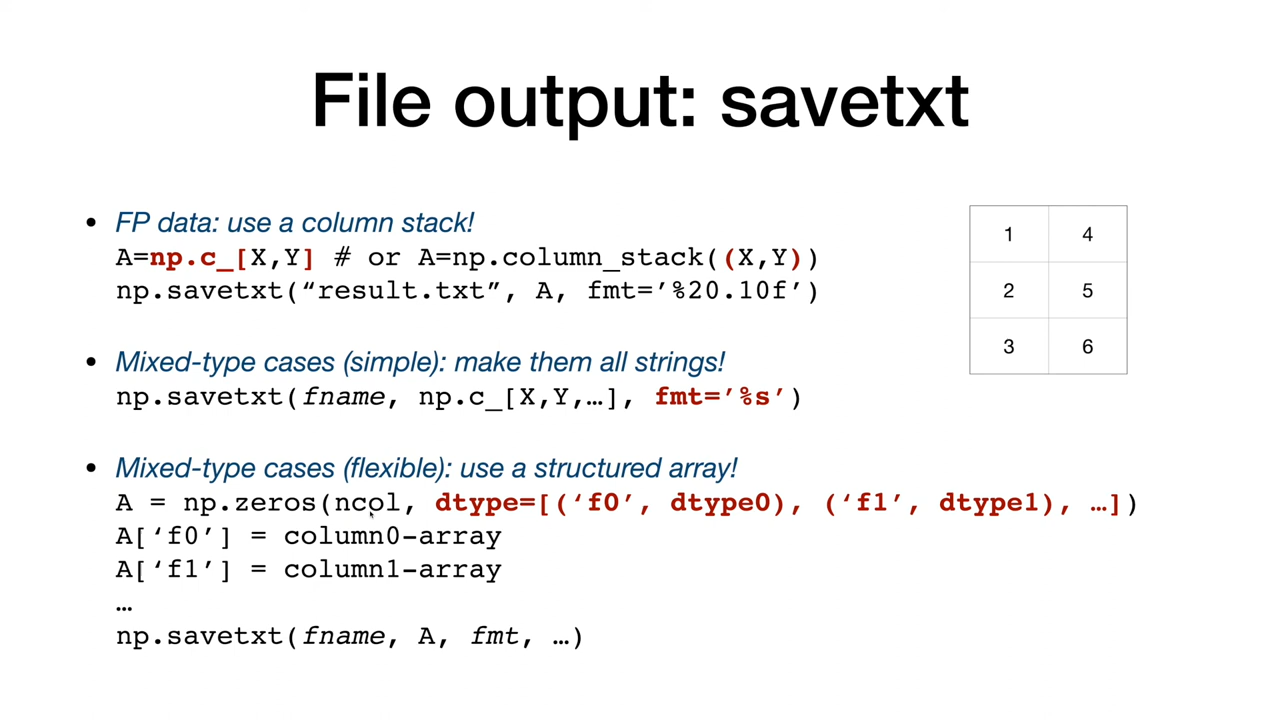 File output: savetxt
• FP data: use a column stack!
A=np.c_[X,Y] # or A=np.column_stack((X,Y))
np.savetxt(“result.txt”, A, fmt=’%20.10f’)
• Mixed-type cases (simple): make them all strings!
np.savetxt(fname, np.c_[X,Y,…], fmt=’%s’)
• Mixed-type cases (flexible): use a structured array!
A = np.zeros(ncol, dtype=[(‘f0’, dtype0), (‘f1’, dtype1), …])
A[‘f0’] = column0-array
A[‘f1’] = column1-array
…
np.savetxt(fname, A, fmt, …)
1 4
2 5
3 6